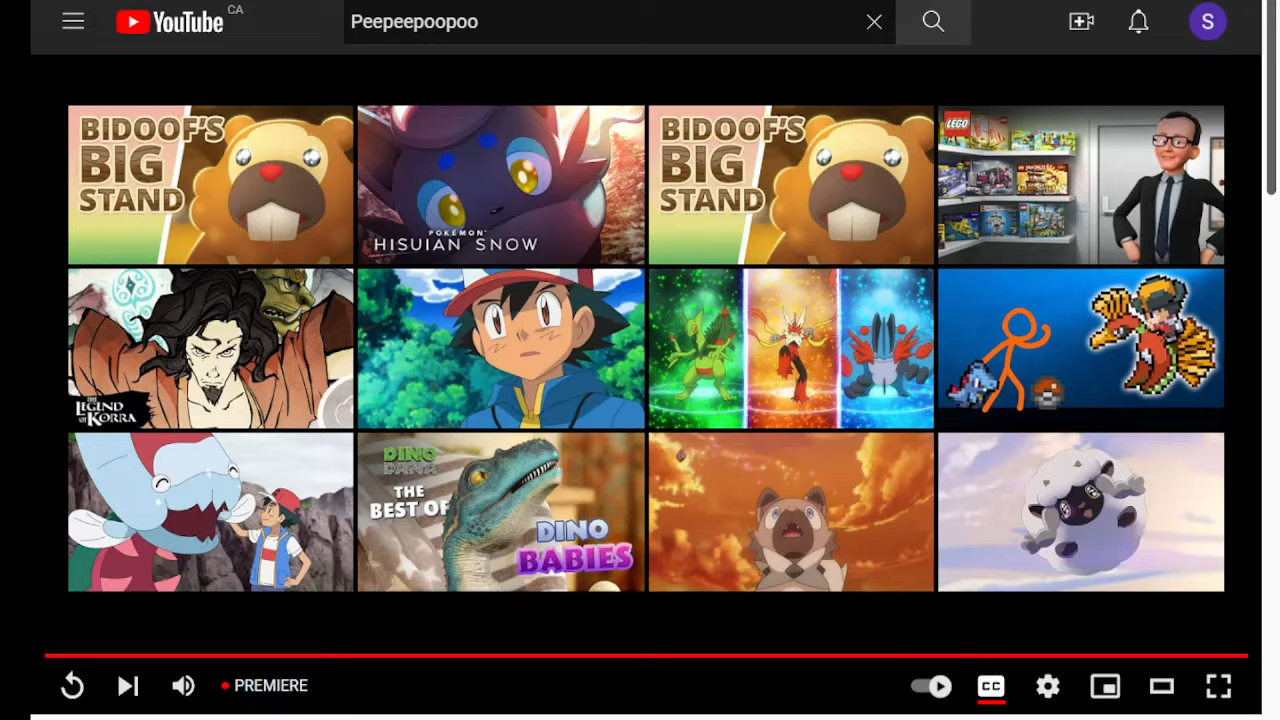 YouTube CA
Peepeepoopoo
S
BIDOOF'S
BIG
STAND
POKÉMON
HISUIAN SNOW
BIDOOF'S
BIG
STAND
LEGO
THE
LEGEND
OF KORRA
DINO
DANA
THE
BEST OF
DINO
BABIES
PREMIERE
CC